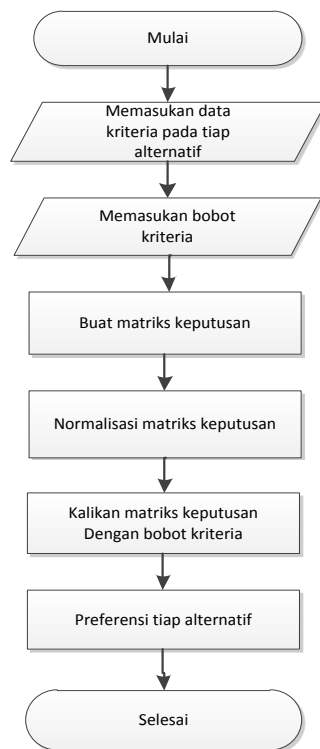 Mulai
Memasukan data
kriteria pada tiap
alternatif
Memasukan bobot
kriteria
Buat matriks keputusan
Normalisasi matriks keputusan
Kalikan matriks keputusan
Dengan bobot kriteria
Preferensi tiap alternatif
Selesai